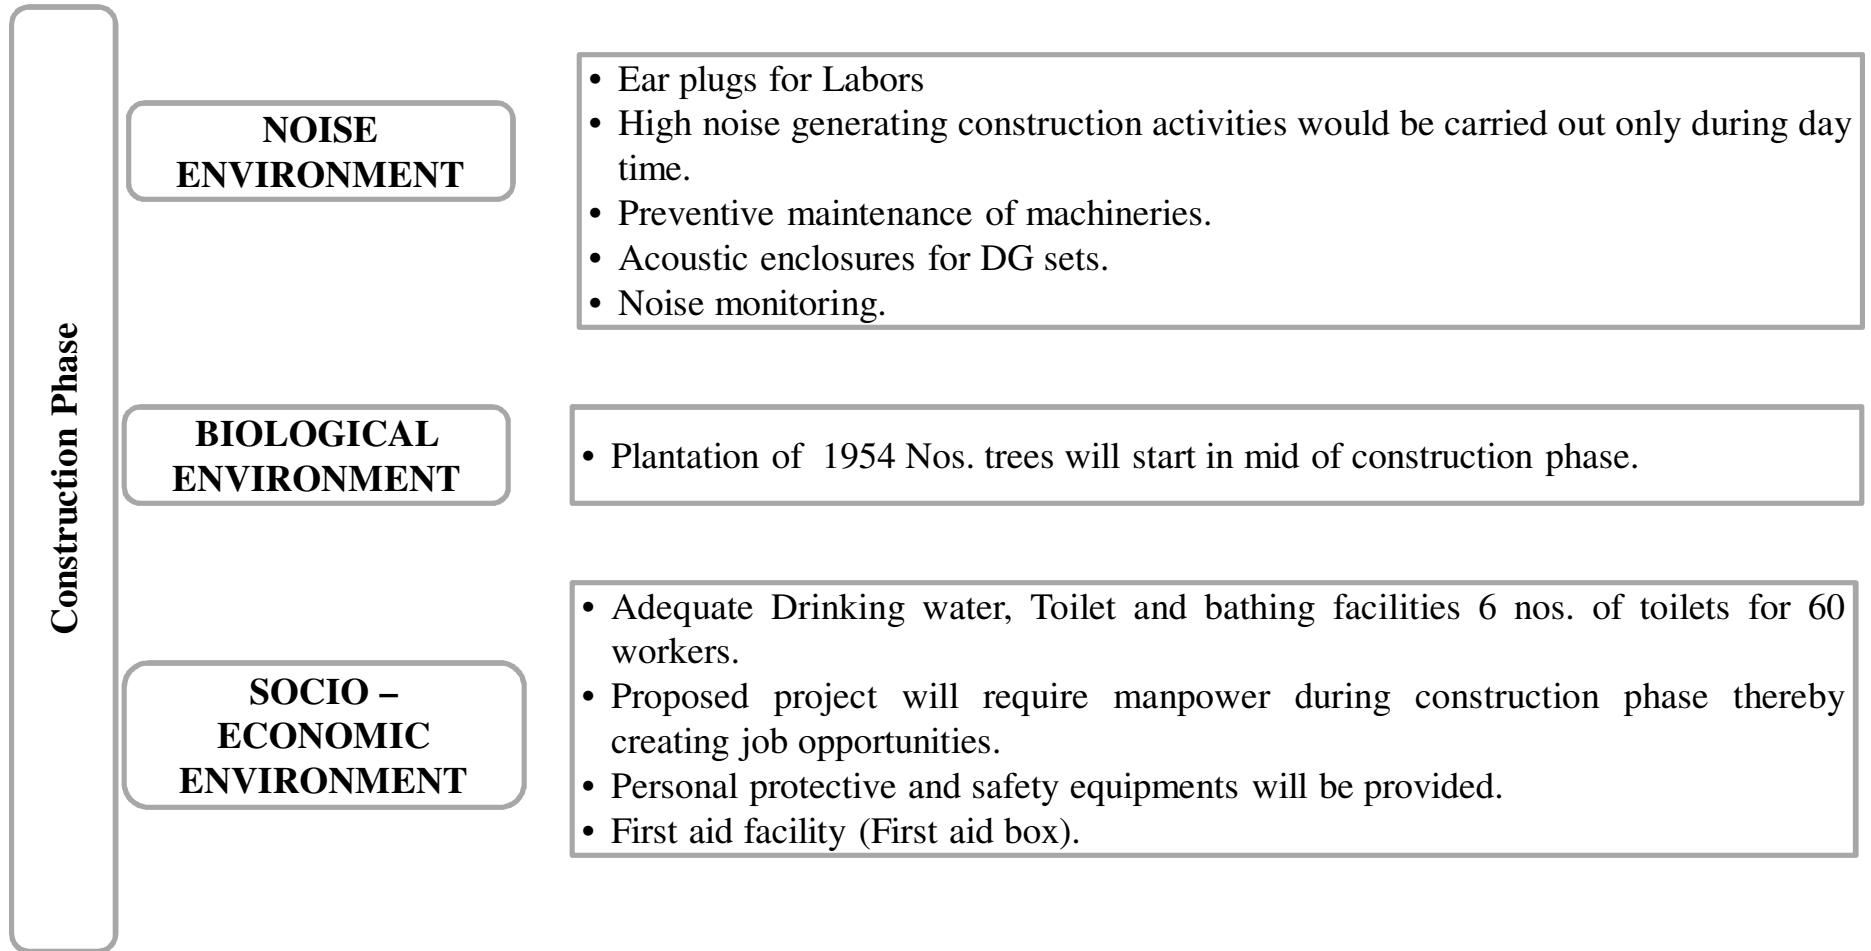 Construction Phase
NOISE
ENVIRONMENT
• Ear plugs for Labors
• High noise generating construction activities would be carried out only during day
time.
• Preventive maintenance of machineries.
• Acoustic enclosures for DG sets.
• Noise monitoring.
BIOLOGICAL
ENVIRONMENT
• Plantation of 1954 Nos. trees will start in mid of construction phase.
SOCIO –
ECONOMIC
ENVIRONMENT
• Adequate Drinking water, Toilet and bathing facilities 6 nos. of toilets for 60
workers.
• Proposed project will require manpower during construction phase thereby
creating job opportunities.
• Personal protective and safety equipments will be provided.
• First aid facility (First aid box).